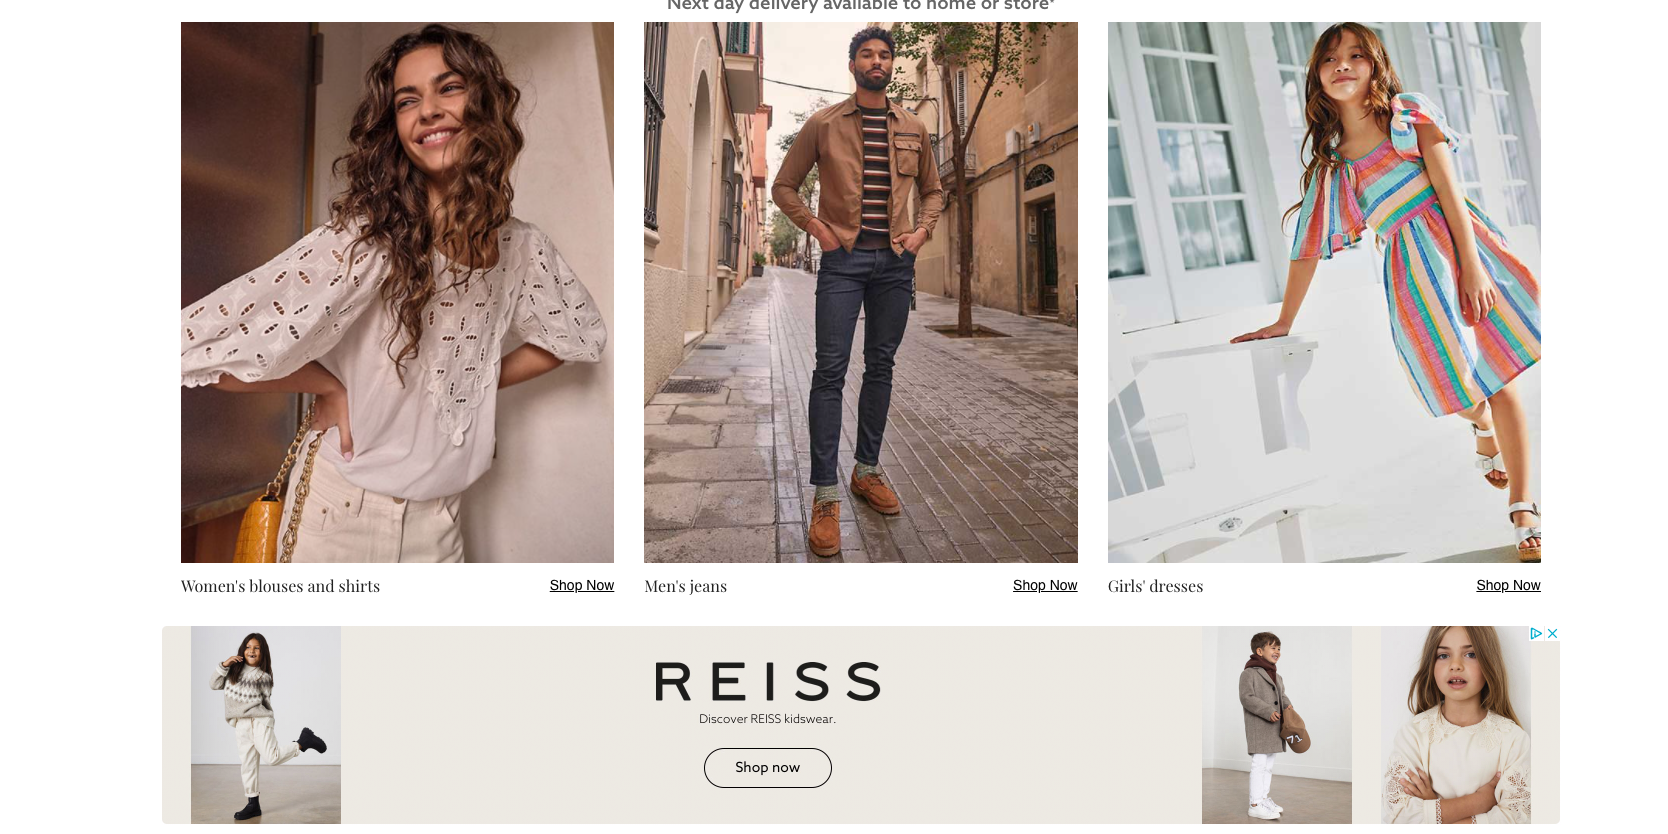 Next day delivery available to home or store*
Women's blouses and shirts
Shop Now
Men's jeans
Shop Now
Girls' dresses
Shop Now
REISS
Discover REISS kidswear.
Shop now
71